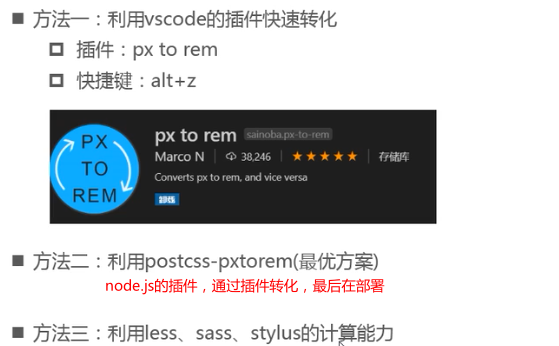 方法一：利用vscode的插件快速转化
插件：px to rem
快捷键：alt+z
PX
TO
REM
px to rem sainoba.px-to-rem
Marco N 38,246 存储库
Converts px to rem, and vice versa
方法二：利用postcss-pxtorem(最优方案)
node.js的插件，通过插件转化，最后在部署
方法三：利用less、sass、stylus的计算能力